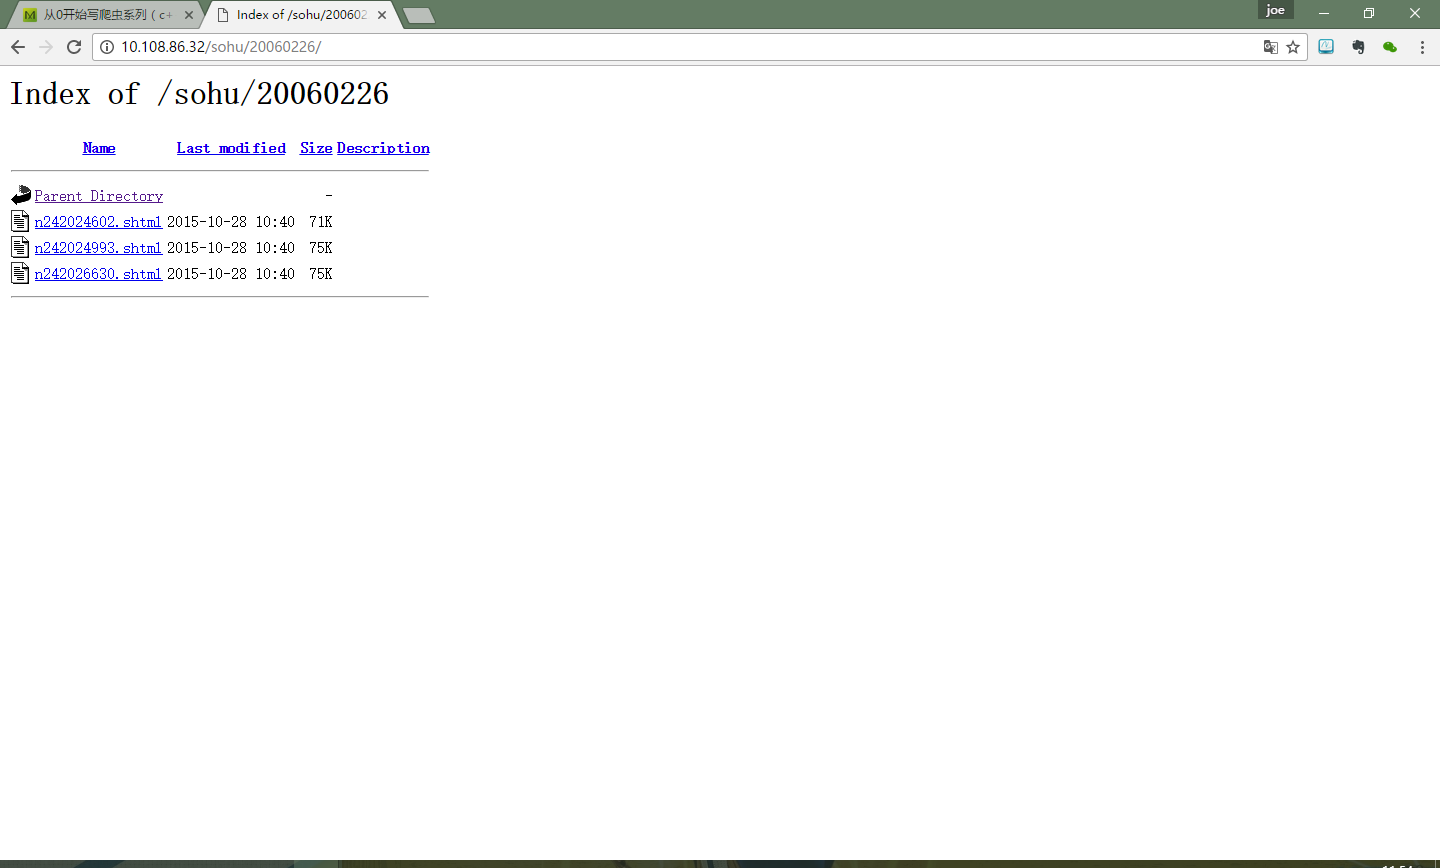 从0开始写爬虫系列（c+
Index of /sohu/200602
joe
10.108.86.32/sohu/20060226/
Index of /sohu/20060226
Name Last modified Size Description
Parent Directory -
n242024602.shtml 2015-10-28 10:40 71K
n242024993.shtml 2015-10-28 10:40 75K
n242026630.shtml 2015-10-28 10:40 75K